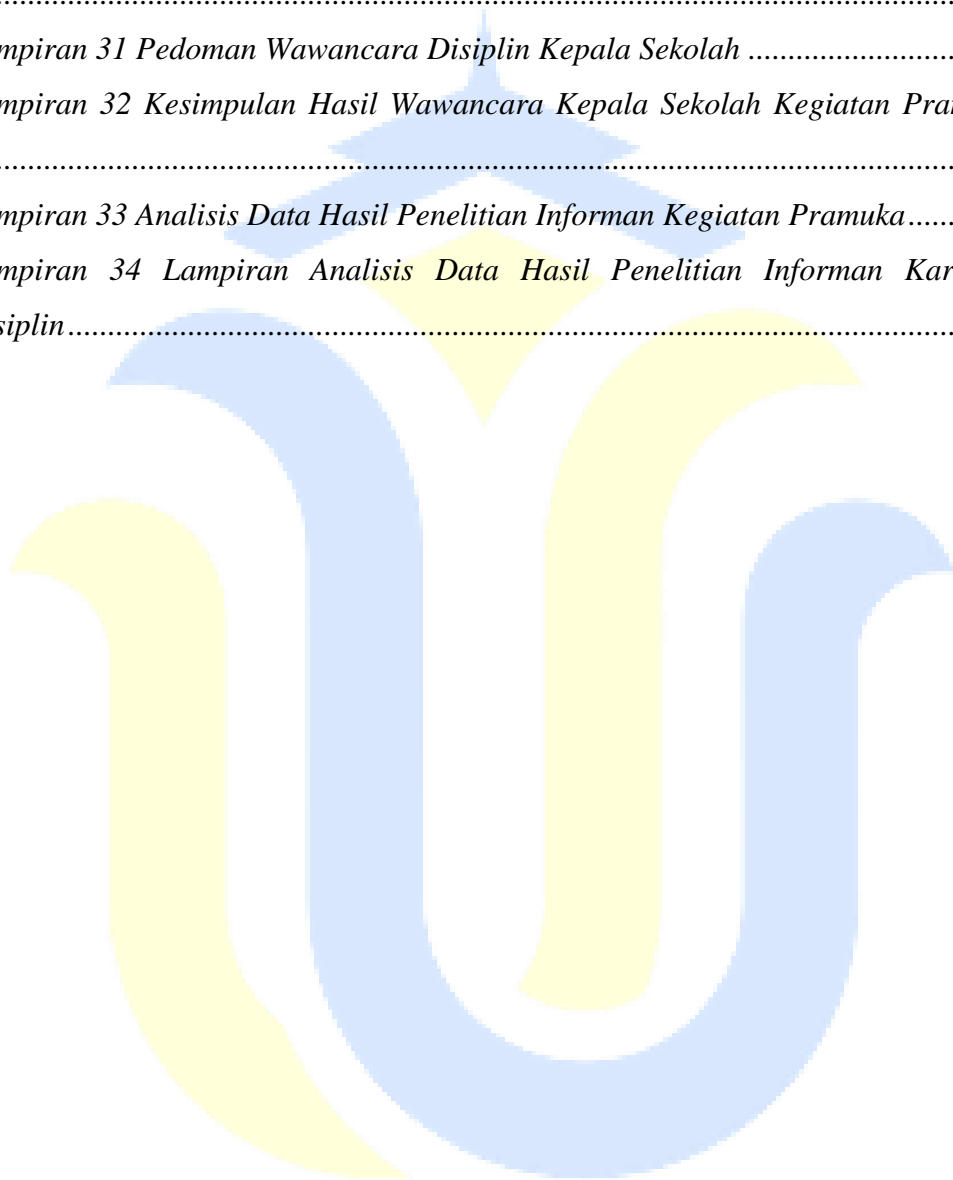 ....................................................................................................................
mpiran 31 Pedoman Wawancara Disiplin Kepala Sekolah .........................
mpiran 32 Kesimpulan Hasil Wawancara Kepala Sekolah Kegiatan Pra
....................................................................................................................
mpiran 33 Analisis Data Hasil Penelitian Informan Kegiatan Pramuka......
mpiran 34 Lampiran Analisis Data Hasil Penelitian Informan Kar
siplin............................................................................................................